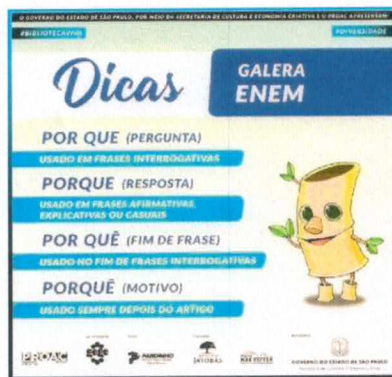 O GOVERNO DO ESTADO DE SÃO PAULO, POR MEIO DA SECRETARIA DE CULTURA E ECONOMIA CRIATIVA E O PROAC APRESENTAM
#BIBLIOTECAVIVA
#DIVERSIDADE
Dicas
GALERA
ENEM
POR QUE (PERGUNTA)
USADO EM FRASES INTERROGATIVAS
PORQUE (RESPOSTA)
USADO EM FRASES AFIRMATIVAS,
EXPLICATIVAS OU CASUAIS
POR QUÊ (FIM DE FRASE)
USADO NO FIM DE FRASES INTERROGATIVAS
PORQUÊ (MOTIVO)
USADO SEMPRE DEPOIS DO ARTIGO
PROAC
PARDINHO
JATOBÁS
GOVERNO DO ESTADO DE SÃO PAULO